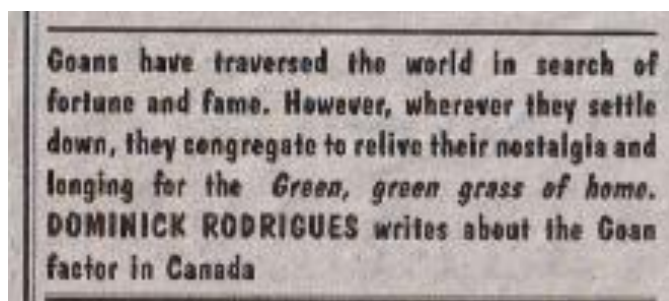 Goans have traversed the world in search of
fortune and fame. However, wherever they settle
down, they congregate to relive their nostalgia and
longing for the Green, green grass of home.
DOMINICK RODRIGUES writes about the Goan
factor in Canada